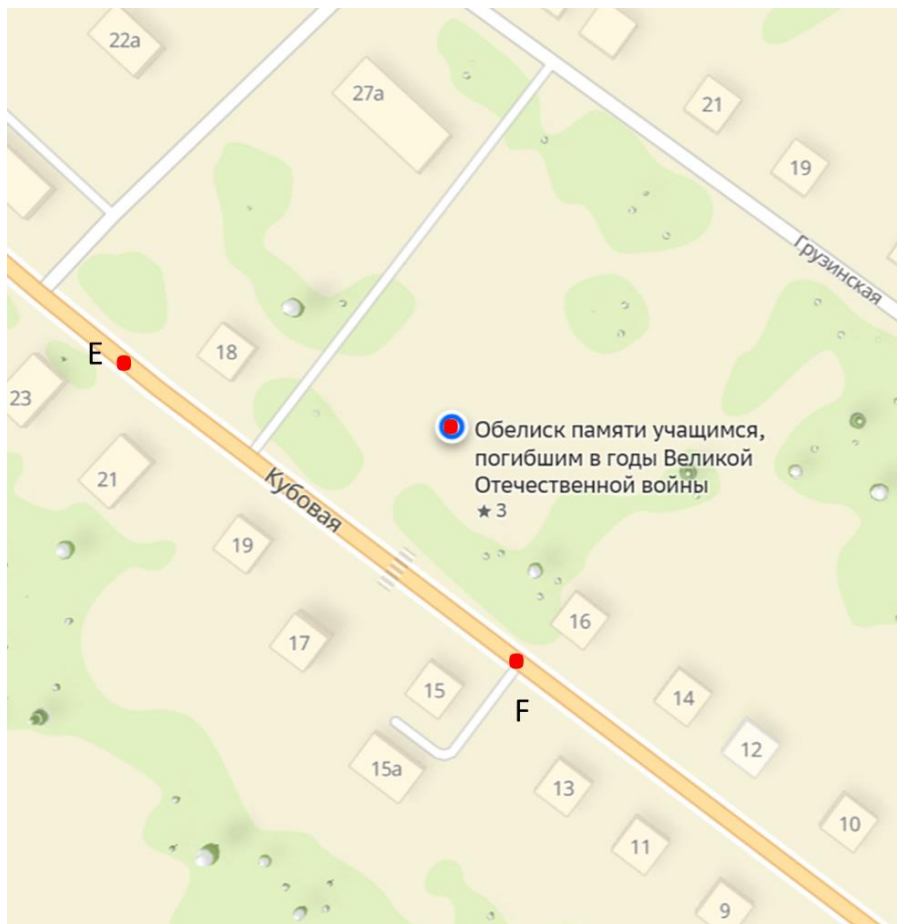 22а
27а
21
19
Грузинская
E
18
23
Обелиск памяти учащимся,
погибшим в годы Великой
Отечественной войны
★ 3
21
Кубовая
19
16
17
15
F
14
12
15а
13
10
11
9